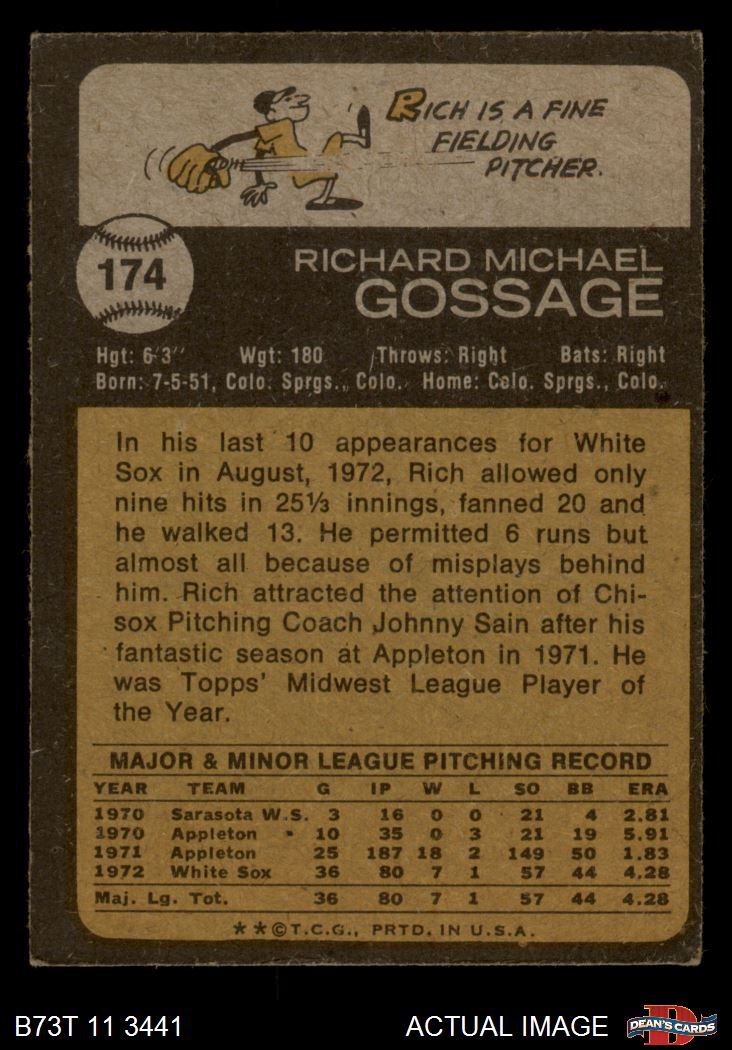 RICH IS A FINE
FIELDING
PITCHER.
174
RICHARD MICHAEL
GOSSAGE
Hgt: 6'3'' Wgt: 180 Throws: Right Bats: Right
Born: 7-5-51, Colo. Sprgs., Colo. Home: Colo. Sprgs., Colo.
In his last 10 appearances for White
Sox in August, 1972, Rich allowed only
nine hits in 25⅓ innings, fanned 20 and
he walked 13. He permitted 6 runs but
almost all because of misplays behind
him. Rich attracted the attention of Chi-
sox Pitching Coach Johnny Sain after his
fantastic season at Appleton in 1971. He
was Topps' Midwest League Player of
the Year.
MAJOR & MINOR LEAGUE PITCHING RECORD
YEAR TEAM G IP W L SO BB ERA
1970 Sarasota W.S. 3 16 0 0 21 4 2.81
1970 Appleton 10 35 0 3 21 19 5.91
1971 Appleton 25 187 18 2 149 50 1.83
1972 White Sox 36 80 7 1 57 44 4.28
Maj. Lg. Tot. 36 80 7 1 57 44 4.28
**©T.C.G., PRTD. IN U.S.A.
B73T 11 3441 ACTUAL IMAGE DEAN'S CARDS